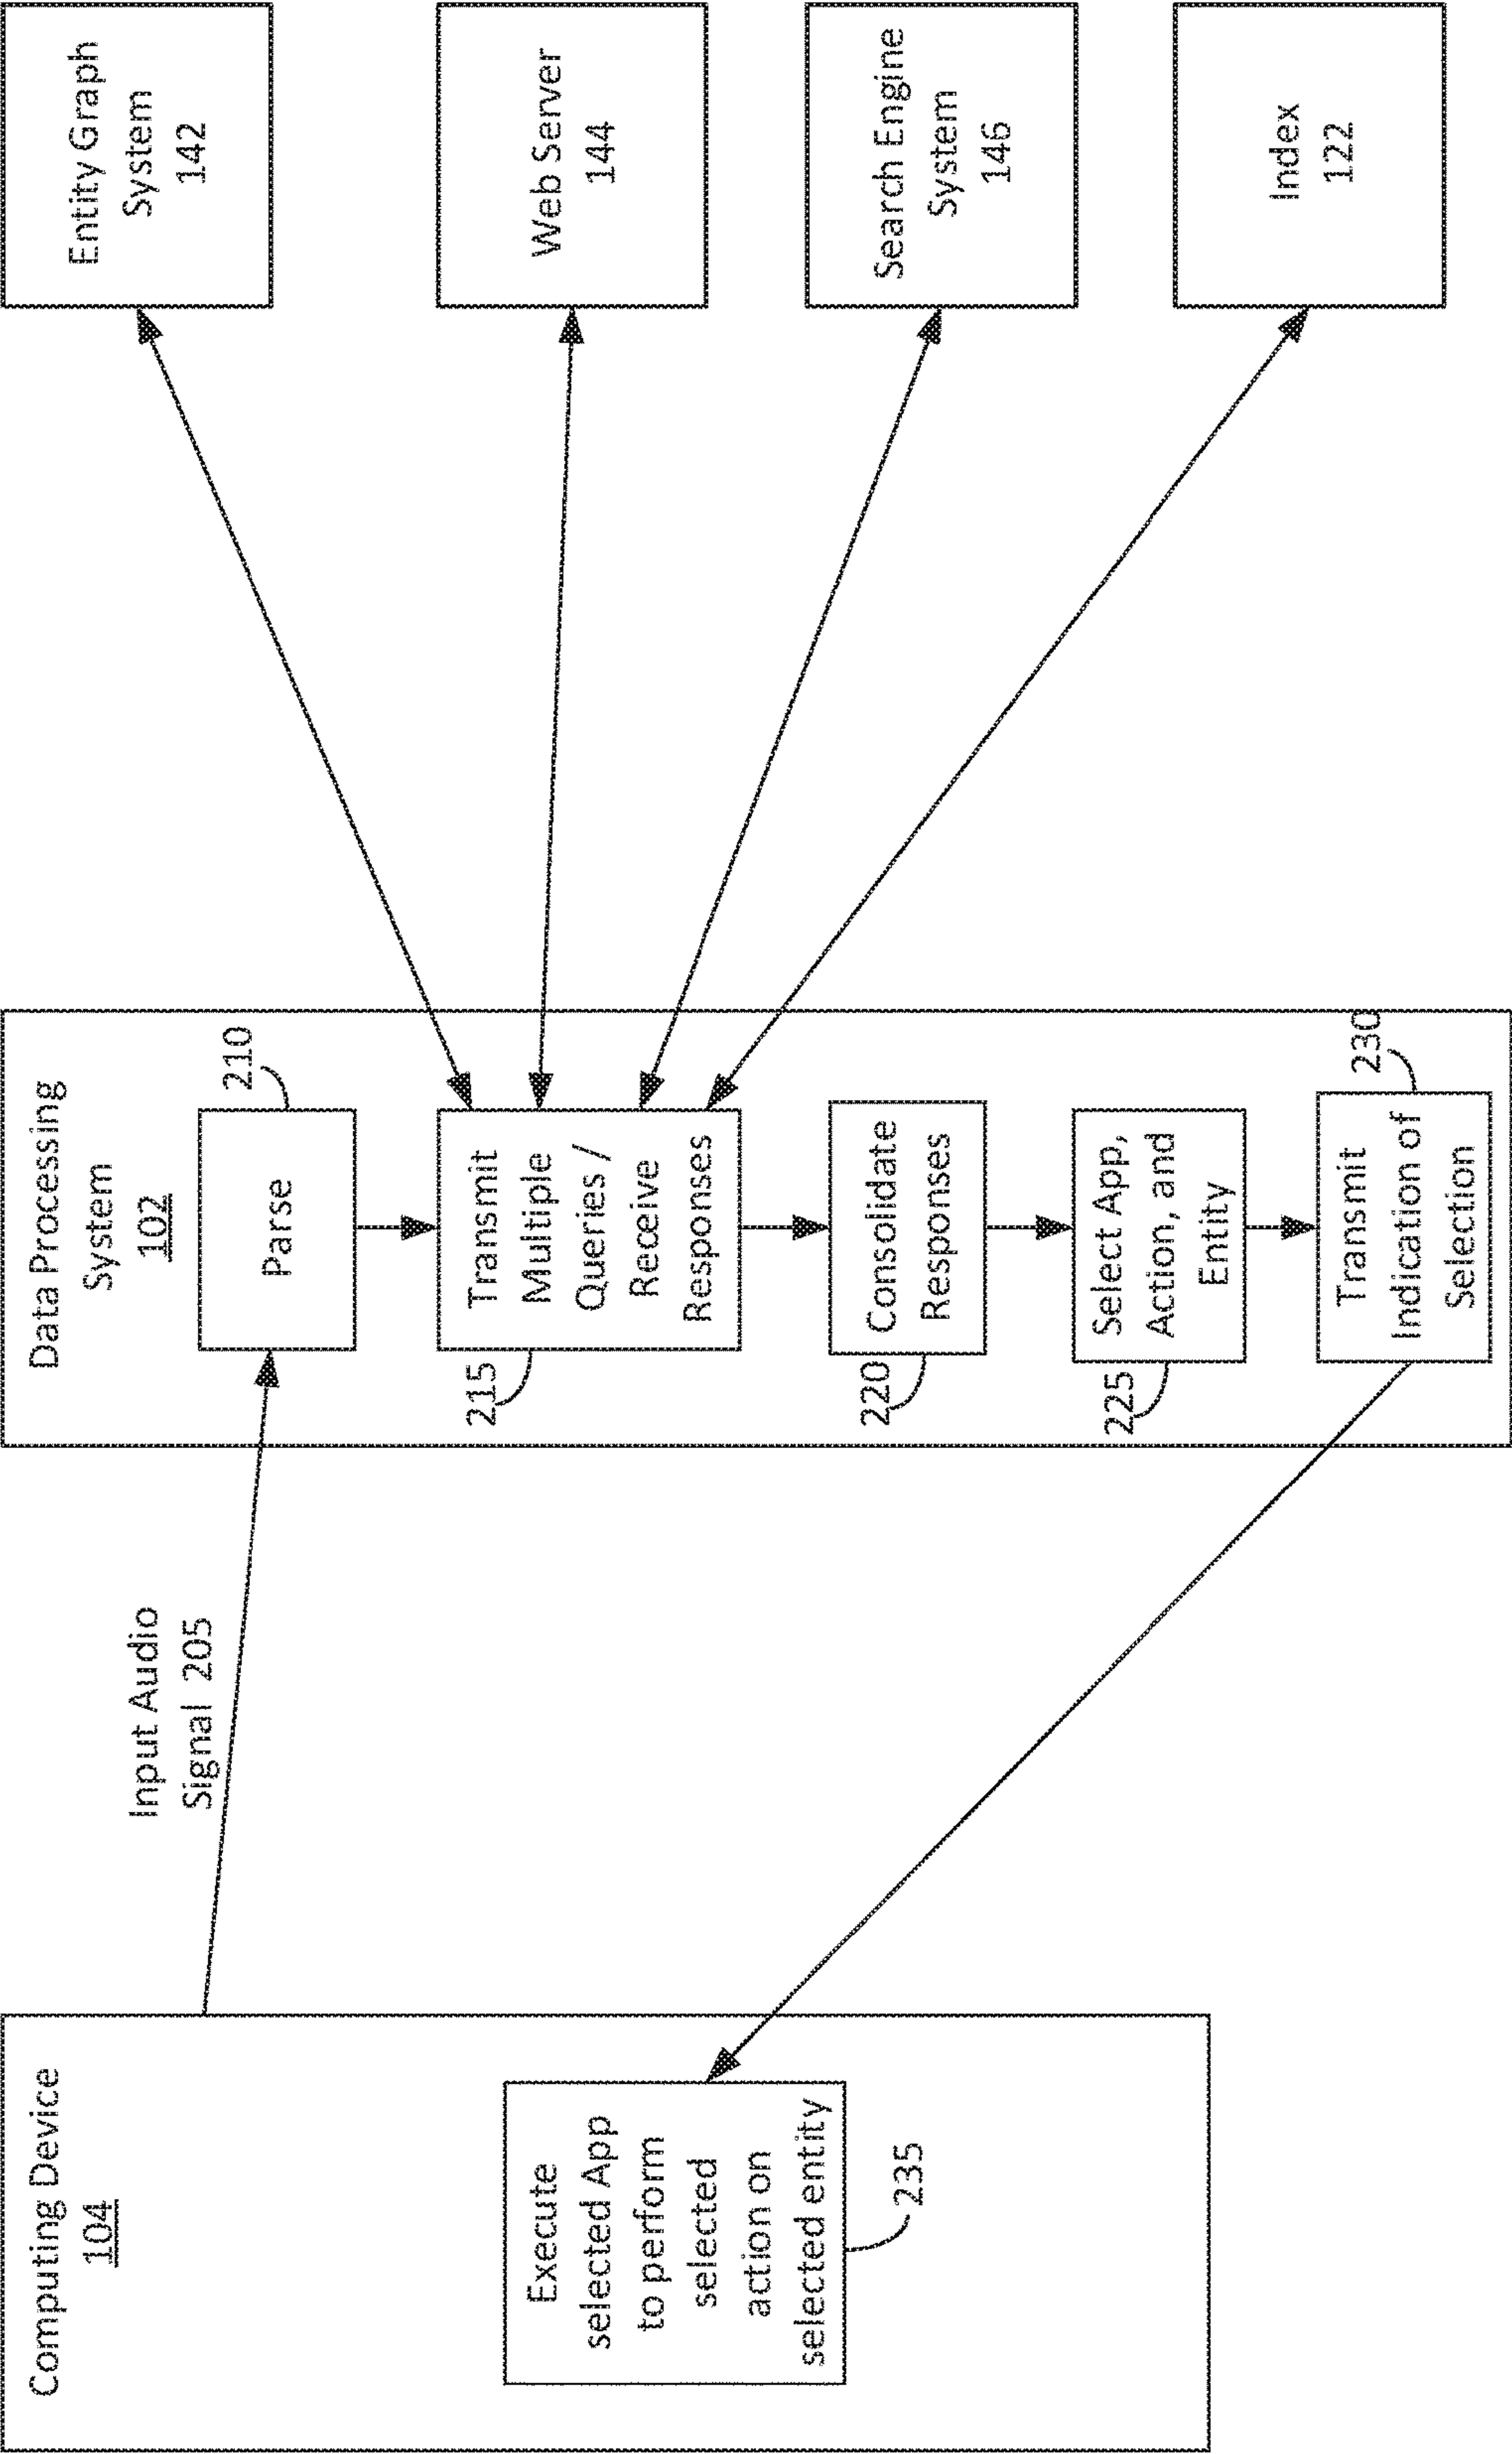 Computing Device
104
Execute
selected App
to perform
selected
action on
selected entity
235
Input Audio
Signal 205
Data Processing
System
102
Parse
210
Transmit
Multiple
Queries /
Receive
Responses
215
Consolidate
Responses
220
Select App,
Action, and
Entity
225
Transmit
Indication of
Selection
230
Entity Graph
System
142
Web Server
144
Search Engine
System
146
Index
122